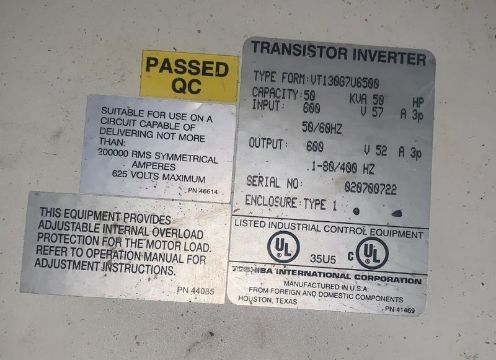 PASSED
QC
SUITABLE FOR USE ON A
CIRCUIT CAPABLE OF
DELIVERING NOT MORE
THAN:
200000 RMS SYMMETRICAL
AMPERES
625 VOLTS MAXIMUM
PN 46614
THIS EQUIPMENT PROVIDES
ADJUSTABLE INTERNAL OVERLOAD
PROTECTION FOR THE MOTOR LOAD.
REFER TO OPERATION MANUAL FOR
ADJUSTMENT INSTRUCTIONS.
PN 44085
TRANSISTOR INVERTER
TYPE FORM: VT130G7U6500
CAPACITY: 50 KVA 50 HP
INPUT: 600 V 57 A 3p
50/60HZ
OUTPUT: 600 V 52 A 3p
.1-80/400 HZ
SERIAL NO: 020700722
ENCLOSURE: TYPE 1
LISTED INDUSTRIAL CONTROL EQUIPMENT
UL 35U5 C UL
TOSHIBA INTERNATIONAL CORPORATION
MANUFACTURED IN U.S.A.
FROM FOREIGN AND DOMESTIC COMPONENTS
HOUSTON, TEXAS PN 41469